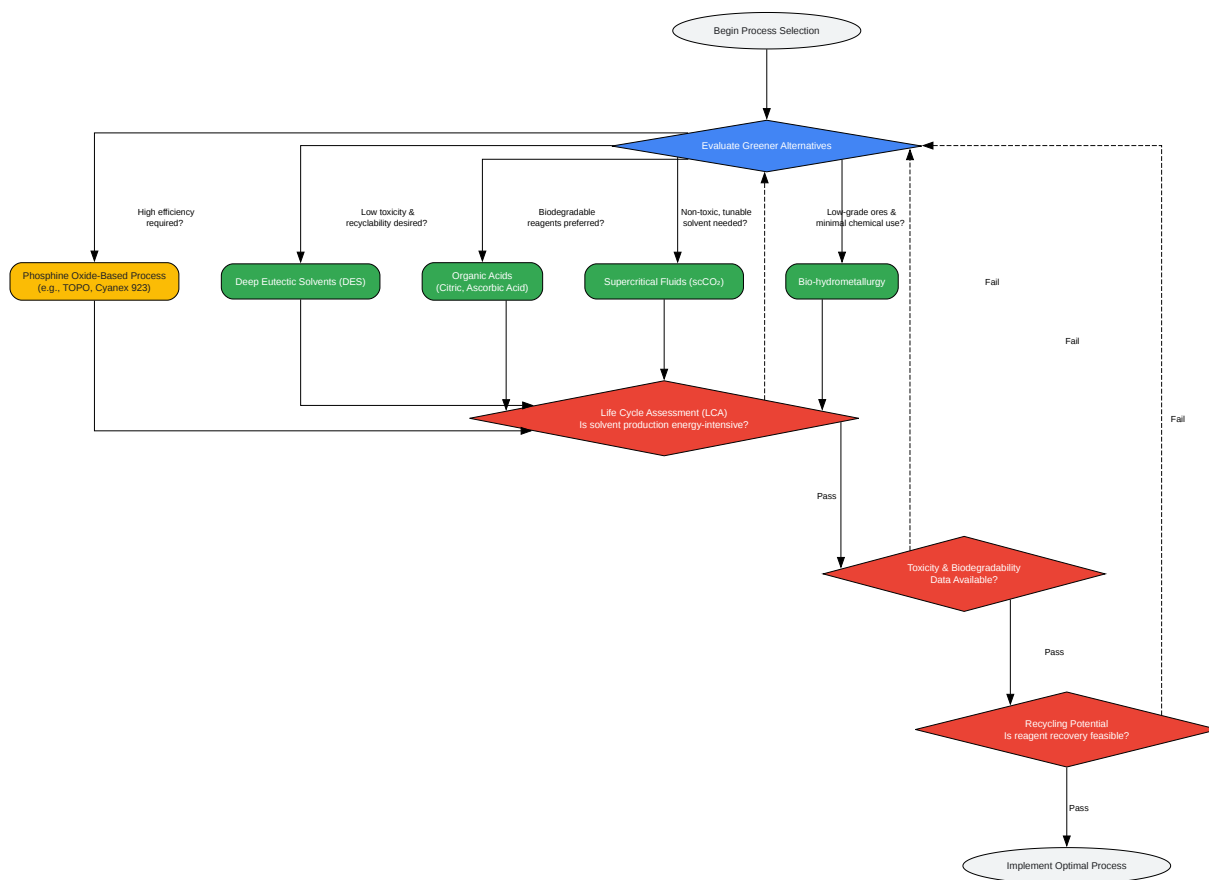 Begin Process Selection
Evaluate Greener Alternatives
High efficiency
required?
Low toxicity &
recyclability desired?
Biodegradable
reagents preferred?
Non-toxic, tunable
solvent needed?
Low-grade ores &
minimal chemical use?
Phosphine Oxide-Based Process
(e.g., TOPO, Cyanex 923)
Deep Eutectic Solvents (DES)
Organic Acids
(Citric, Ascorbic Acid)
Supercritical Fluids (scCO₂)
Bio-hydrometallurgy
Fail
Fail
Fail
Life Cycle Assessment (LCA)
Is solvent production energy-intensive?
Pass
Toxicity & Biodegradability
Data Available?
Pass
Recycling Potential
Is reagent recovery feasible?
Pass
Implement Optimal Process